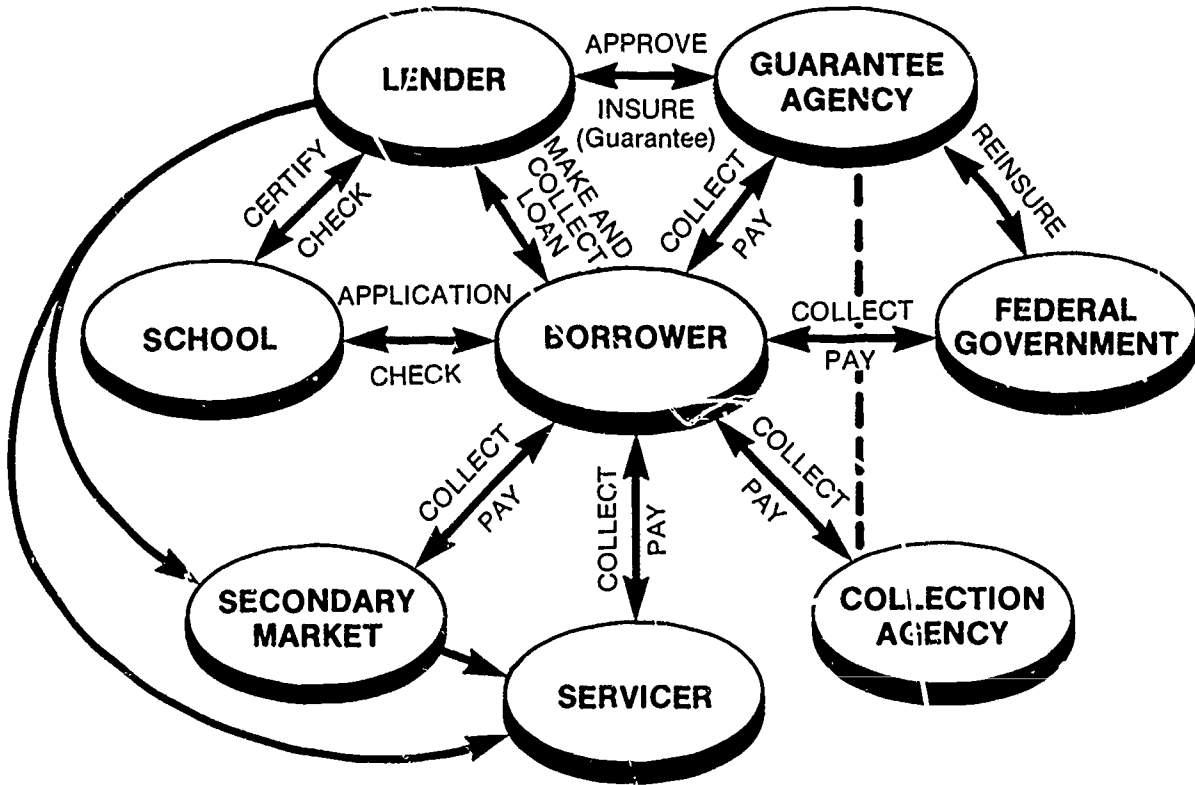 LENDER
APPROVE
INSURE
(Guarantee)
GUARANTEE
AGENCY
CERTIFY
CHECK
MAKE AND
COLLECT
LOAN
COLLECT
PAY
REINSURE
SCHOOL
APPLICATION
CHECK
BORROWER
COLLECT
PAY
FEDERAL
GOVERNMENT
COLLECT
PAY
COLLECT
PAY
COLLECT
PAY
SECONDARY
MARKET
SERVICER
COLLECTION
AGENCY